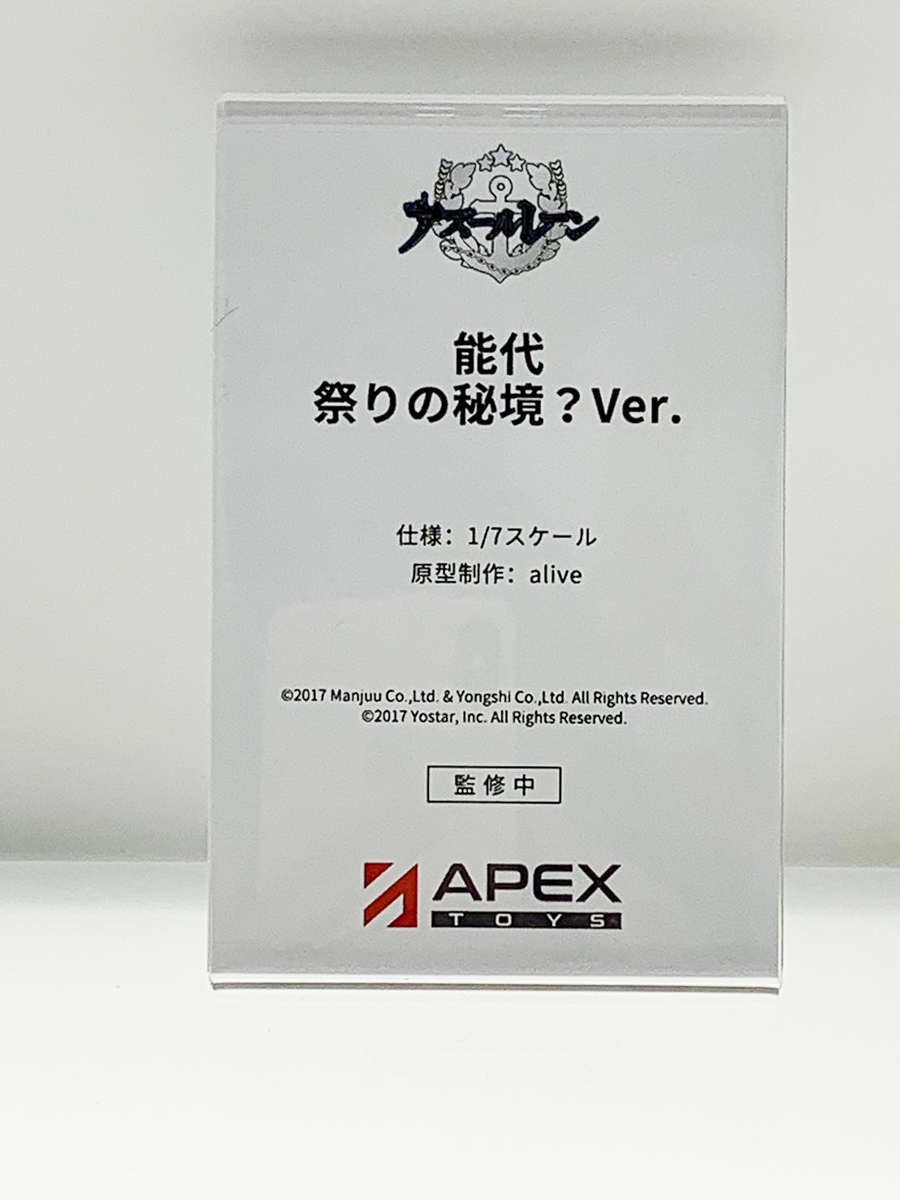 アズールレーン
能代
祭りの秘境？Ver.
仕様：1/7スケール
原型制作：alive
©2017 Manjuu Co.,Ltd. & Yongshi Co.,Ltd. All Rights Reserved.
©2017 Yostar, Inc. All Rights Reserved.
監修中
APEX
TOYS